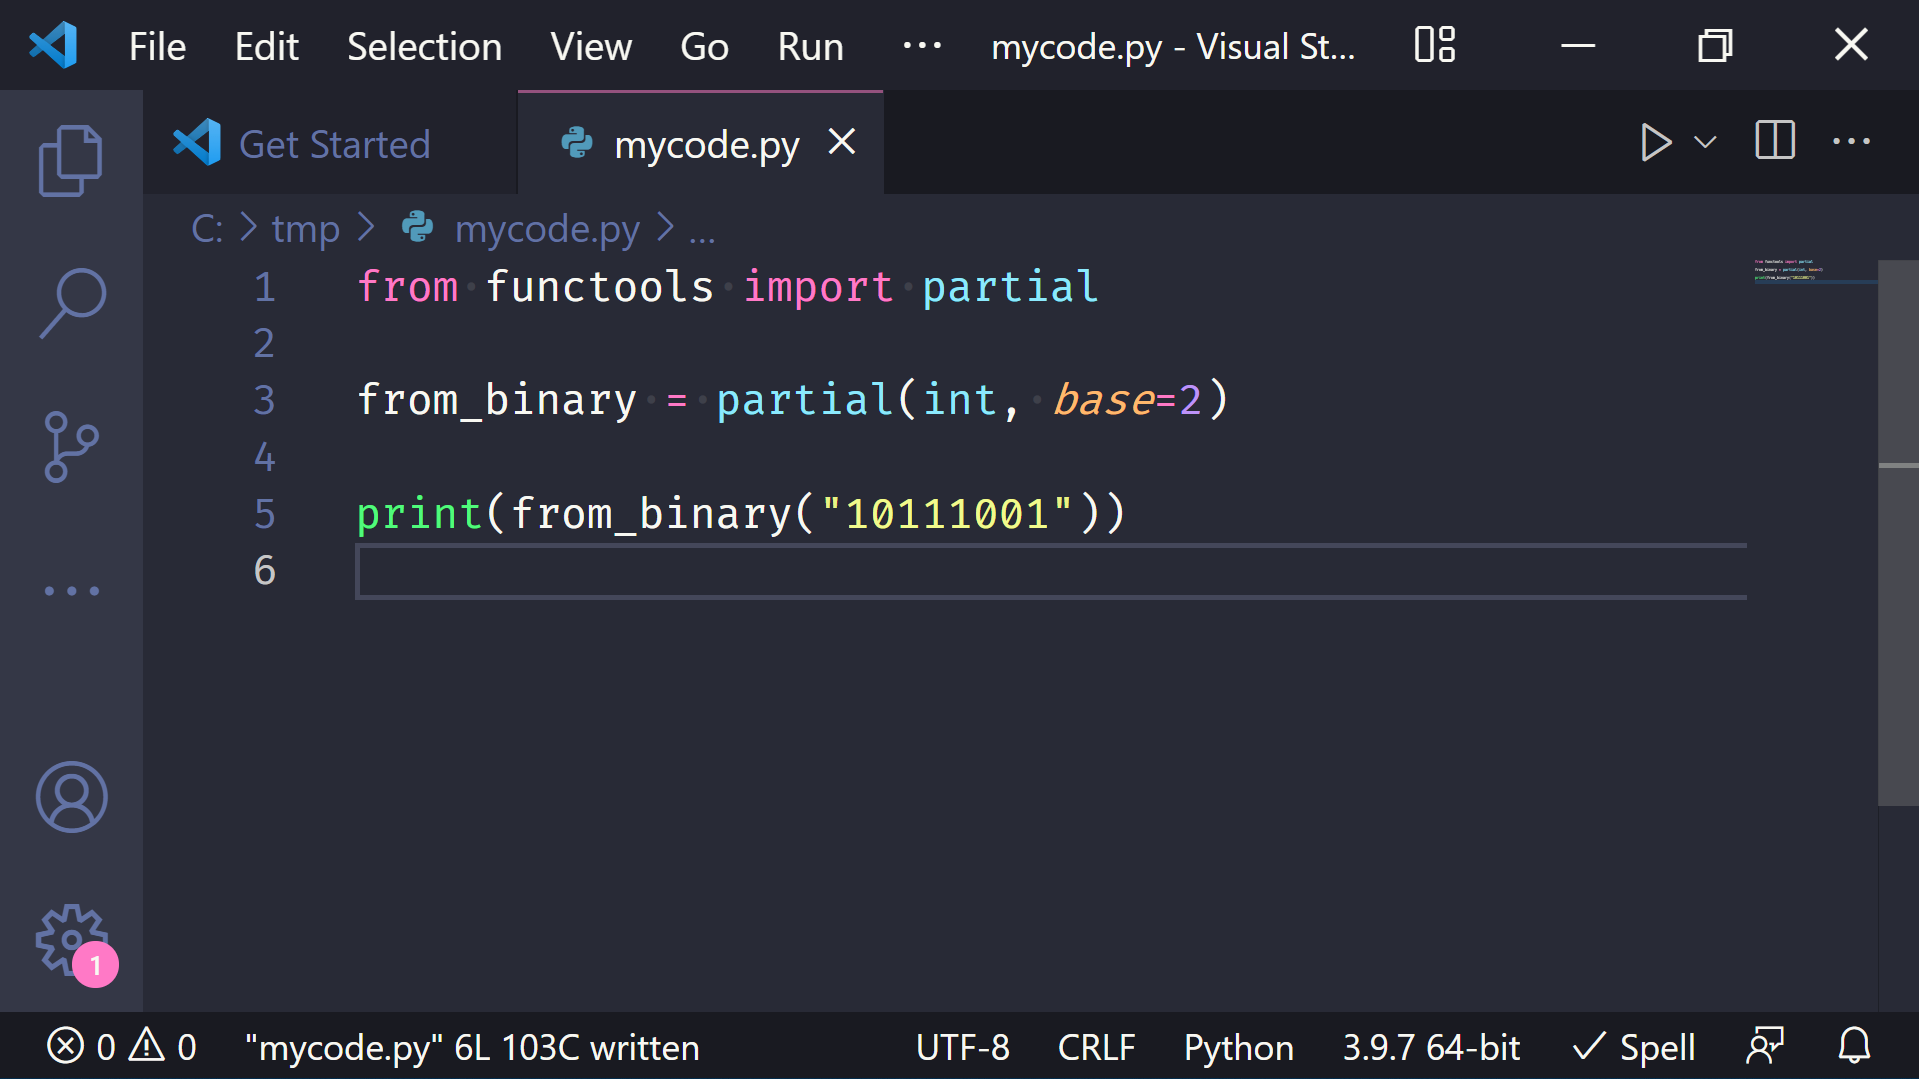 File Edit Selection View Go Run ... mycode.py - Visual St...
Get Started mycode.py
C: > tmp > mycode.py > ...
1 from functools import partial
2
3 from_binary = partial(int, base=2)
4
5 print(from_binary("10111001"))
6
1
0 0 "mycode.py" 6L 103C written UTF-8 CRLF Python 3.9.7 64-bit Spell